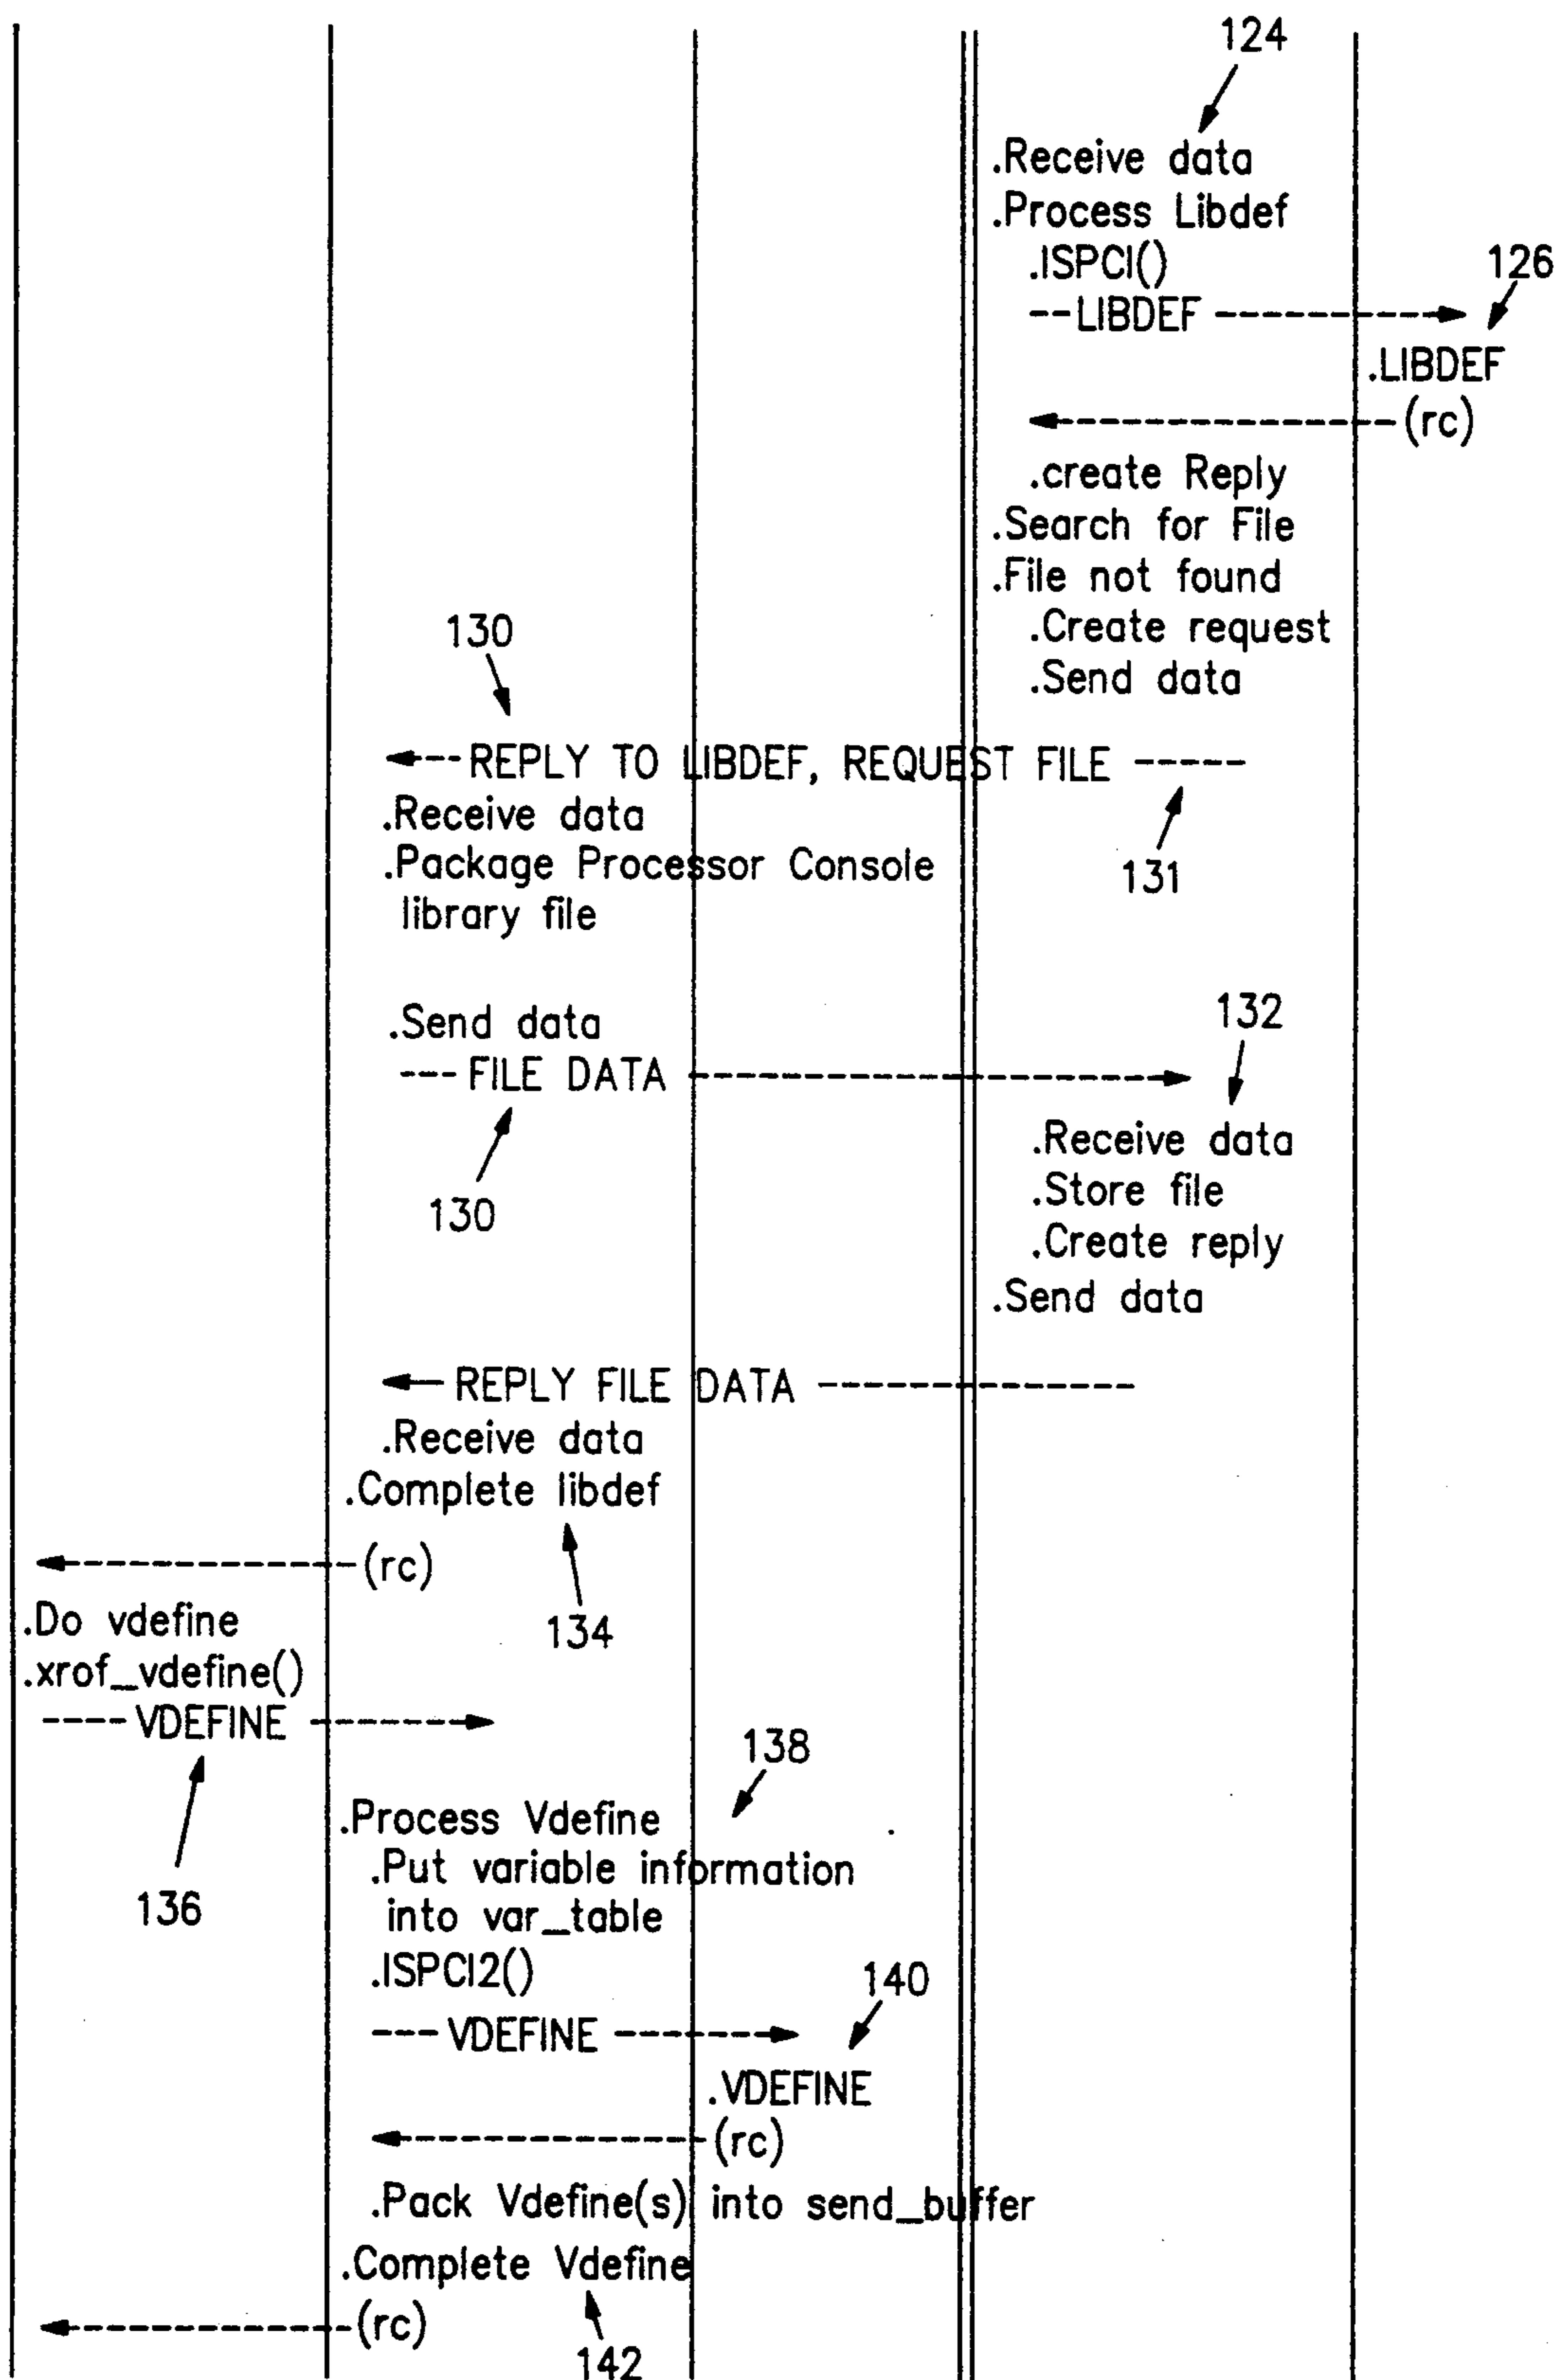 124
.Receive data
.Process Libdef
.ISPCI()
126
--LIBDEF --------
.LIBDEF
(rc)
.create Reply
.Search for File
.File not found
.Create request
.Send data
130
---REPLY TO LIBDEF, REQUEST FILE -----
.Receive data
.Package Processor Console
library file
131
.Send data
132
--- FILE DATA
130
.Receive data
.Store file
.Create reply
.Send data
REPLY FILE DATA
.Receive data
.Complete libdef
(rc)
134
.Do vdefine
.xrof_vdefine()
----VDEFINE
136
138
.Process Vdefine
.Put variable information
into var_table
.ISPCI2()
140
---VDEFINE
.VDEFINE
(rc)
.Pack Vdefine(s) into send_buffer
.Complete Vdefine
(rc)
142